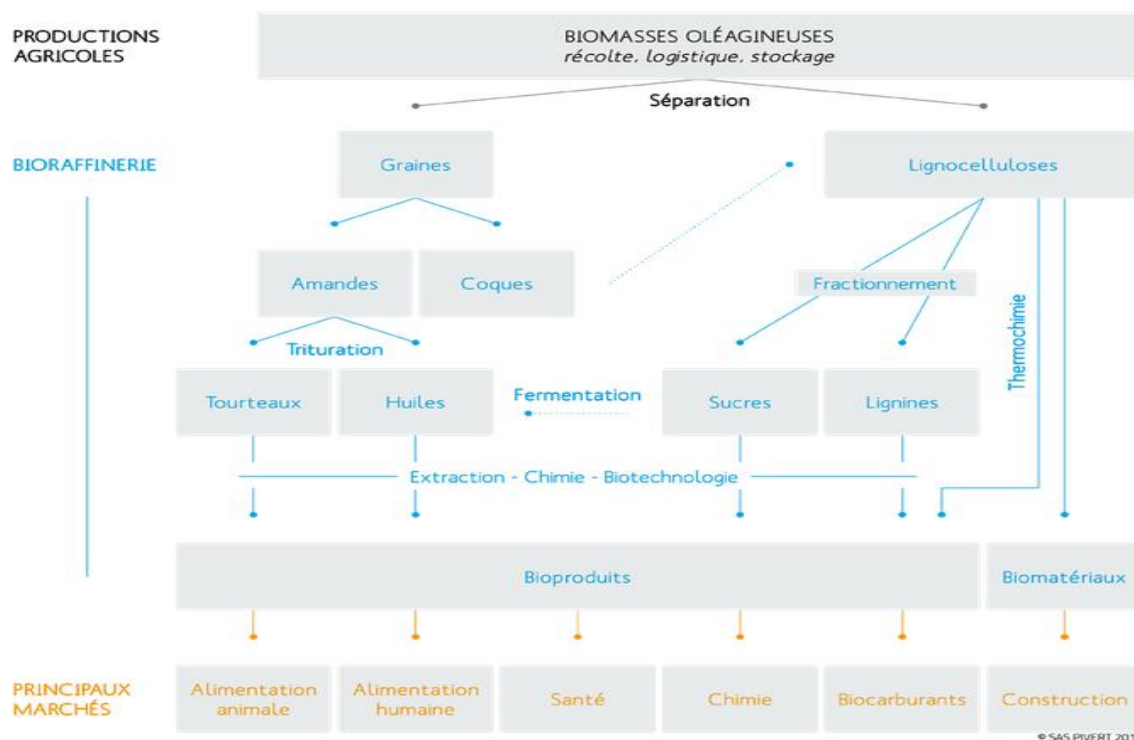 PRODUCTIONS
AGRICOLES
BIOMASSES OLÉAGINEUSES
récolte, logistique, stockage
Séparation
BIORAFFINERIE
Graines
Lignocelluloses
Amandes
Coques
Fractionnement
Thermochimie
Trituration
Tourteaux
Huiles
Fermentation
Sucres
Lignines
Extraction - Chimie - Biotechnologie
Bioproduits
Biomatériaux
PRINCIPAUX
MARCHÉS
Alimentation
animale
Alimentation
humaine
Santé
Chimie
Biocarburants
Construction
© SAS PIVERT 201